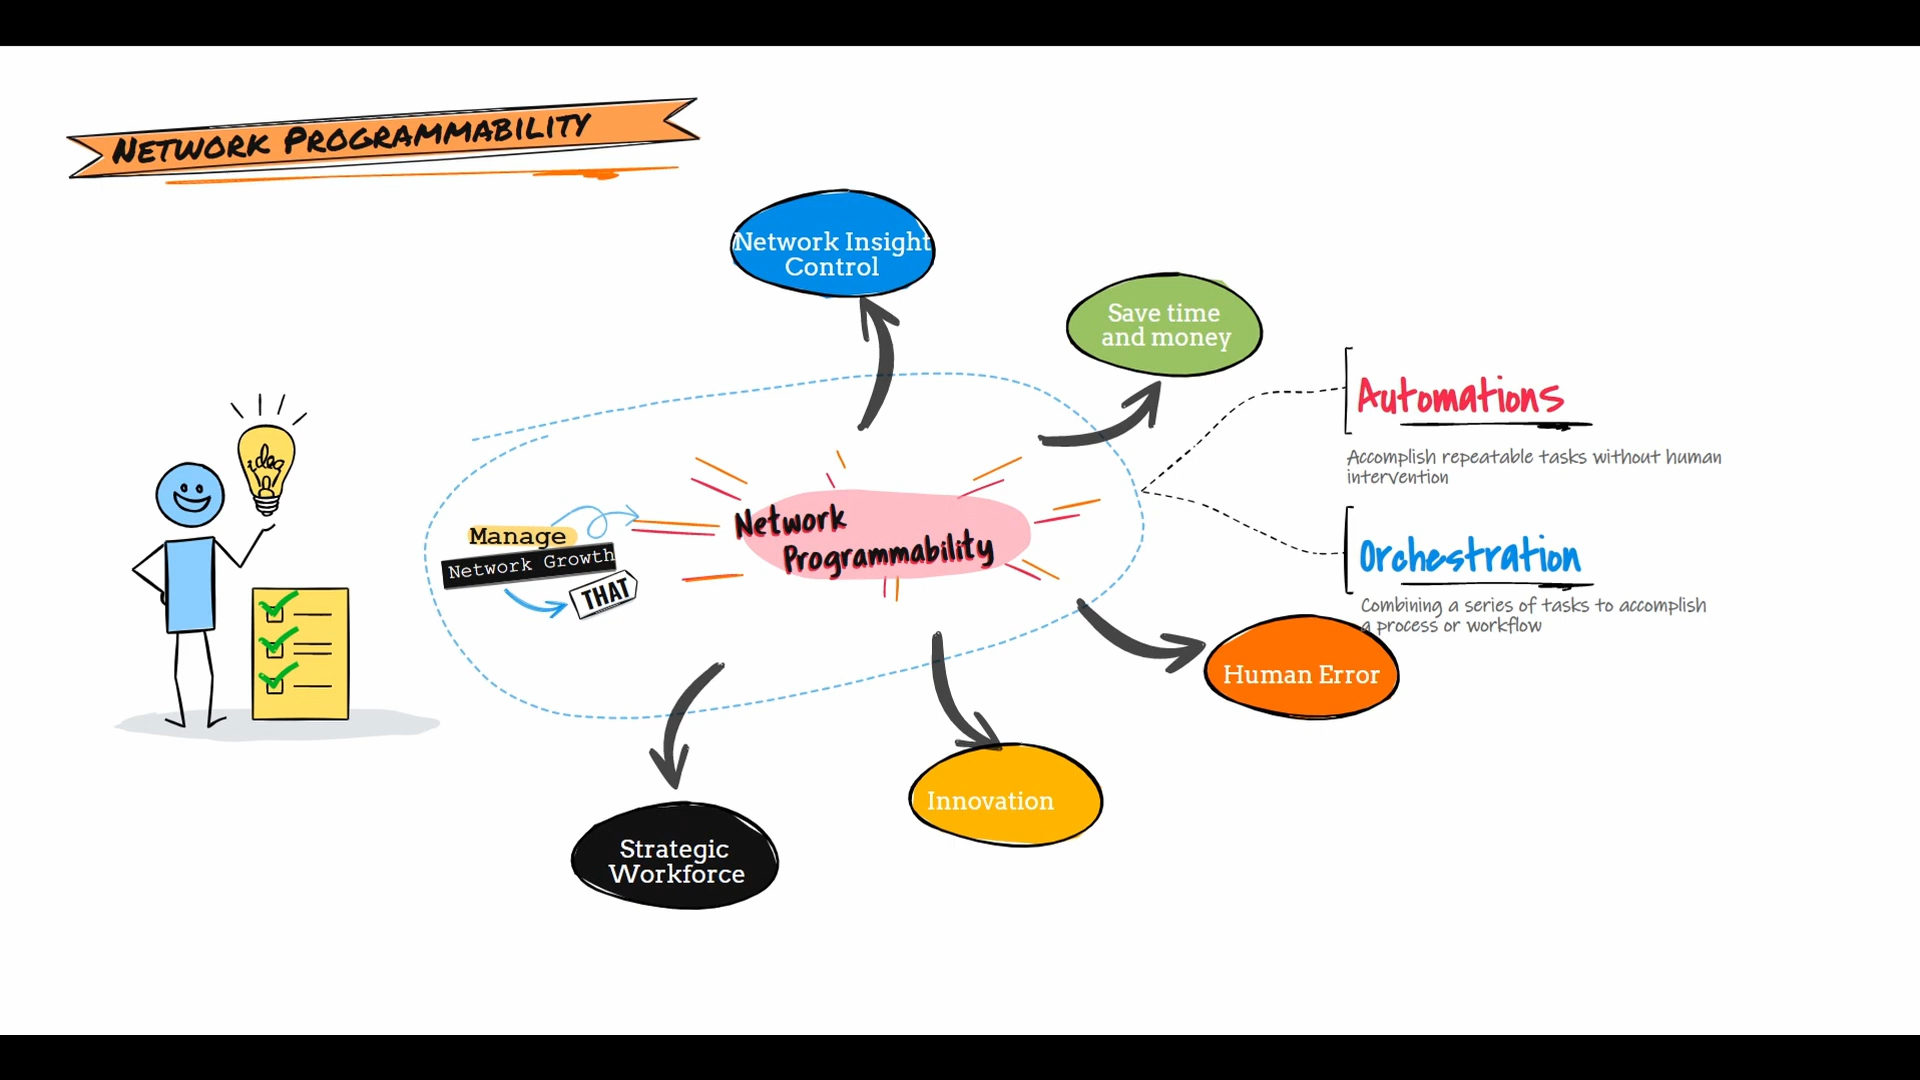 NETWORK PROGRAMMABILITY
Network Insight
Control
Save time
and money
Automations
Accomplish repeatable tasks without human
intervention
idea
Manage
Network Growth
THAT
Network
Programmability
Orchestration
Combining a series of tasks to accomplish
a process or workflow
Human Error
Innovation
Strategic
Workforce